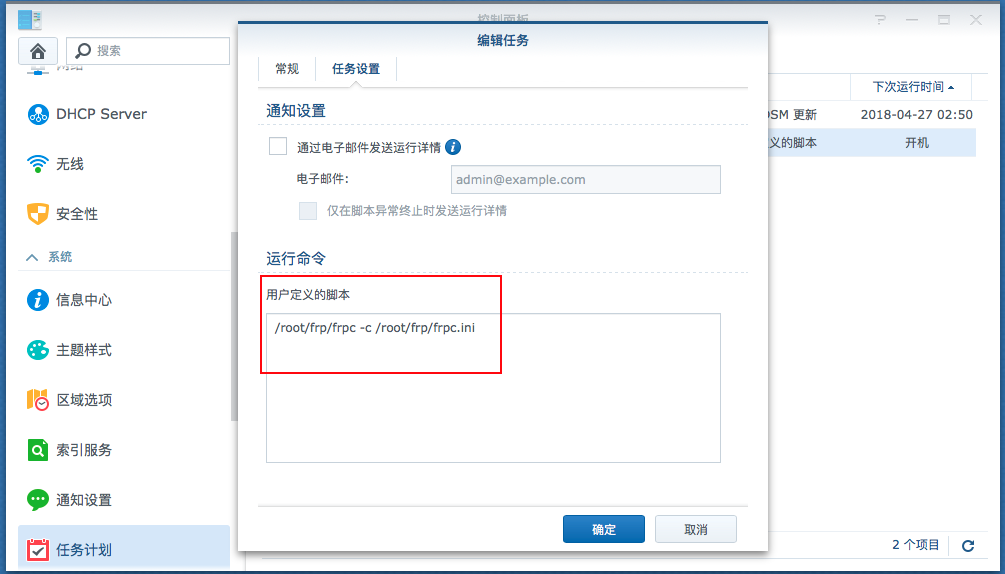 控制面板
搜索
网络
DHCP Server
无线
安全性
系统
信息中心
主题样式
区域选项
索引服务
通知设置
任务计划
编辑任务
常规
任务设置
通知设置
通过电子邮件发送运行详情
电子邮件:
admin@example.com
仅在脚本异常终止时发送运行详情
运行命令
用户定义的脚本
/root/frp/frpc -c /root/frp/frpc.ini
确定
取消
下次运行时间
DSM 更新 2018-04-27 02:50
义的脚本 开机
2 个项目